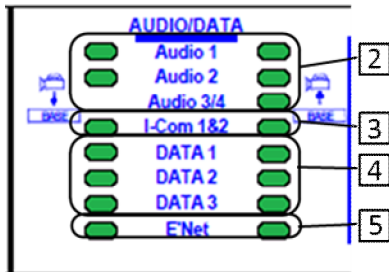 AUDIO/DATA
Audio 1
Audio 2
Audio 3/4
I-Com 1&2
DATA 1
DATA 2
DATA 3
E'Net
BASE
BASE
2
3
4
5